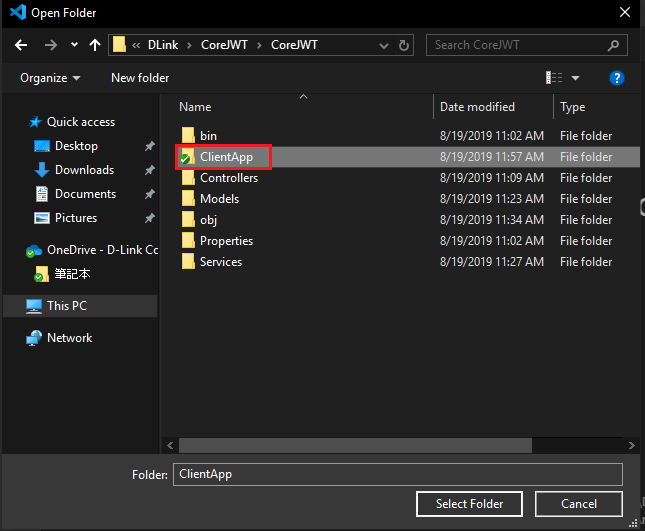 Open Folder
« DLink > CoreJWT > CoreJWT
Search CoreJWT
Organize
New folder
Name
Date modified
Type
Quick access
Desktop
Downloads
Documents
Pictures
OneDrive - D-Link Co
筆記本
This PC
Network
bin 8/19/2019 11:02 AM File folder
ClientApp 8/19/2019 11:57 AM File folder
Controllers 8/19/2019 11:09 AM File folder
Models 8/19/2019 11:23 AM File folder
obj 8/19/2019 11:34 AM File folder
Properties 8/19/2019 11:02 AM File folder
Services 8/19/2019 11:27 AM File folder
Folder: ClientApp
Select Folder
Cancel